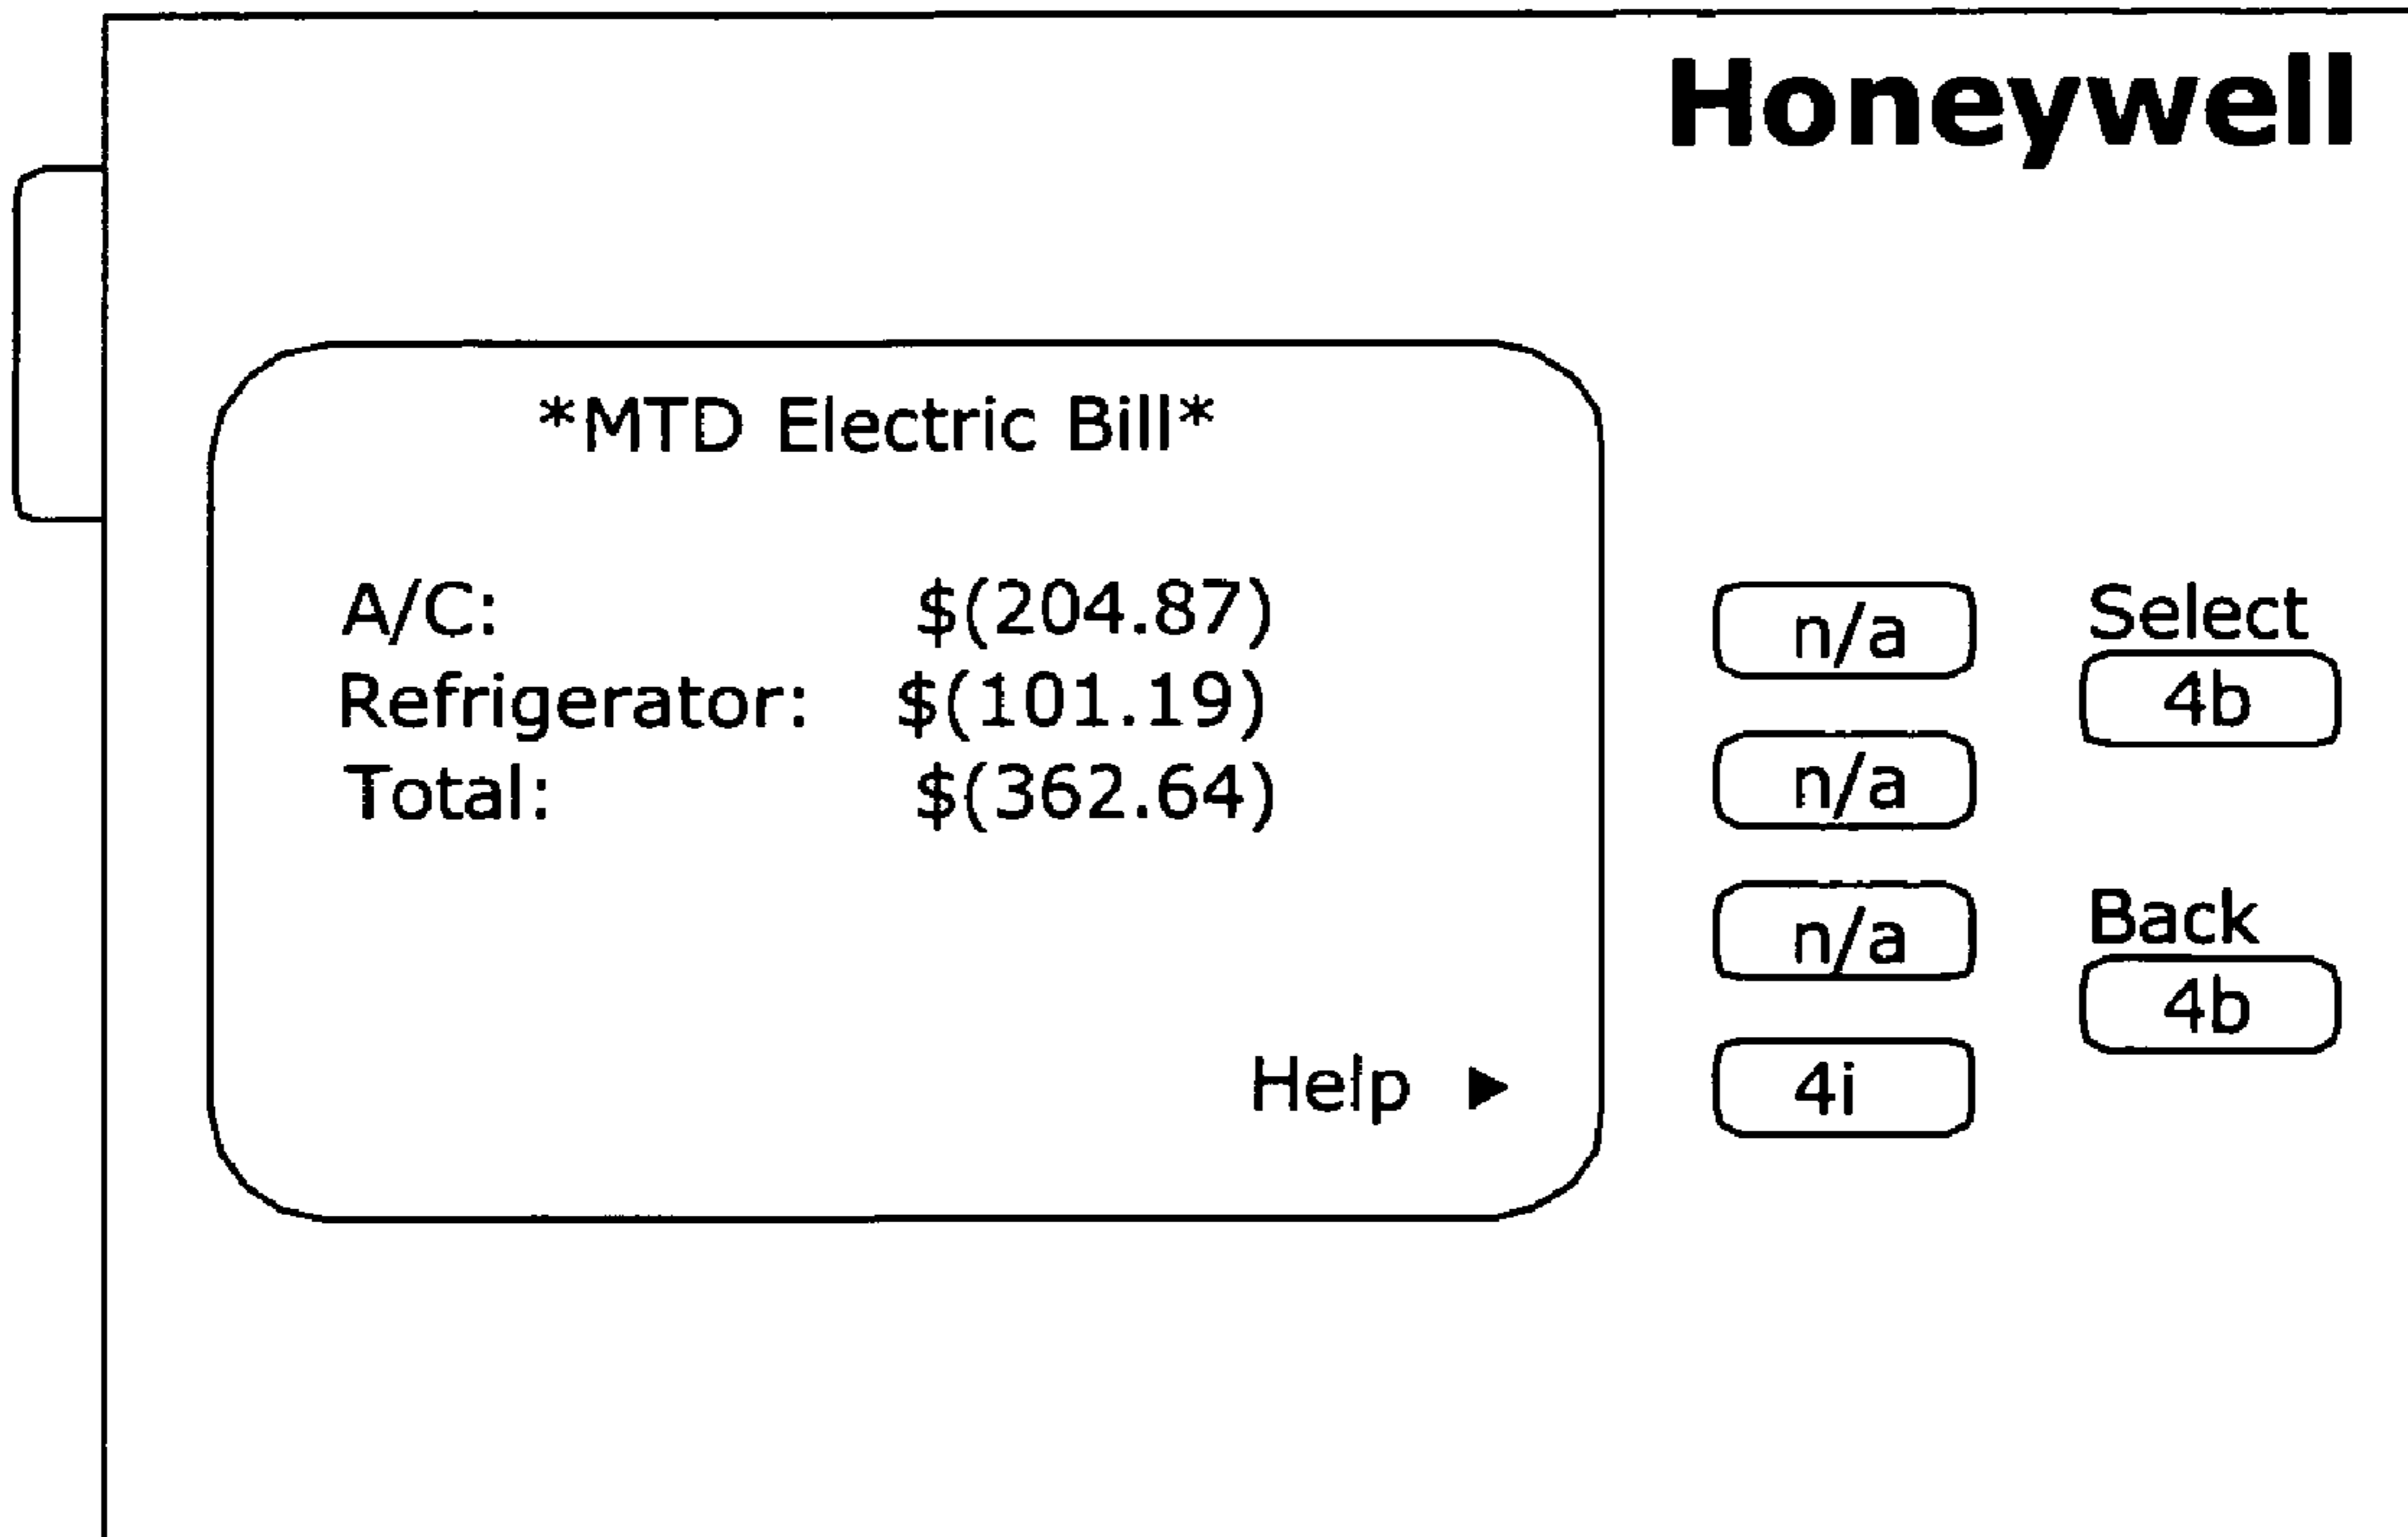 Honeywell
*MTD Electric Bill*
A/C: $(204.87)
Refrigerator: $(101.19)
Total: $(362.64)
Help ▶
n/a
n/a
n/a
4i
Select
4b
Back
4b